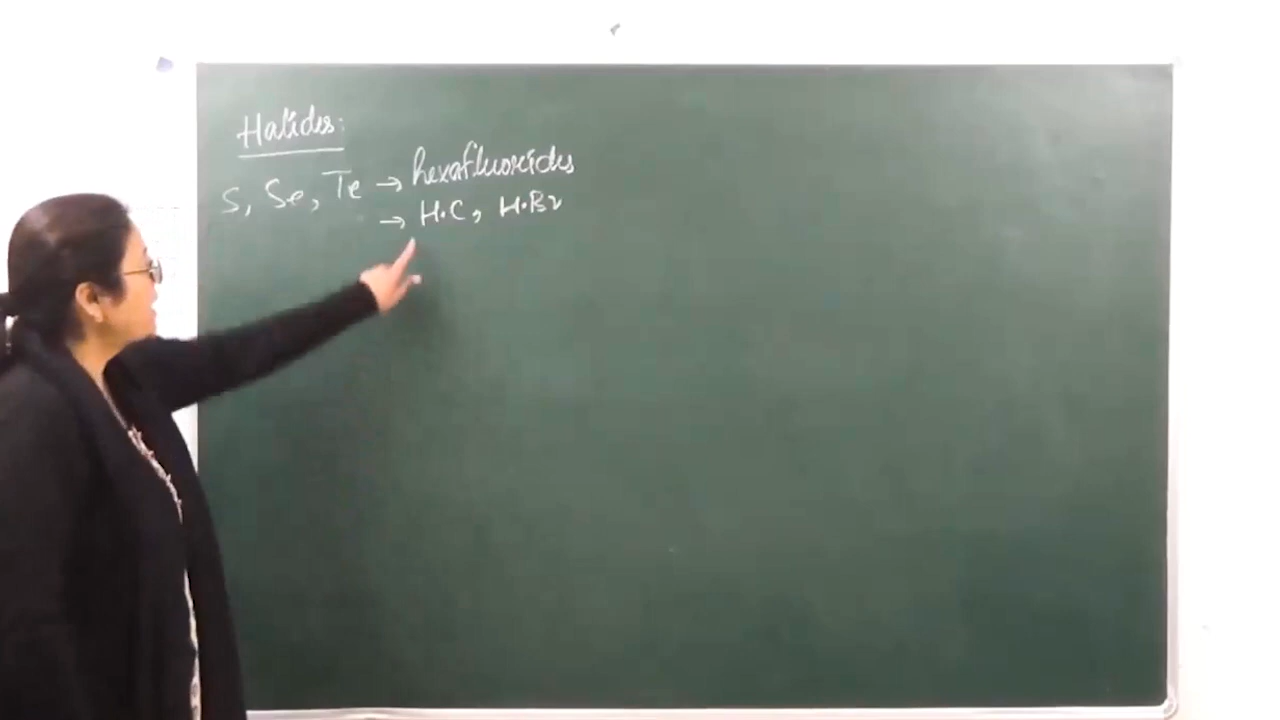 Halides:
S, Se, Te → hexafluorides
→ H.C, H.Br